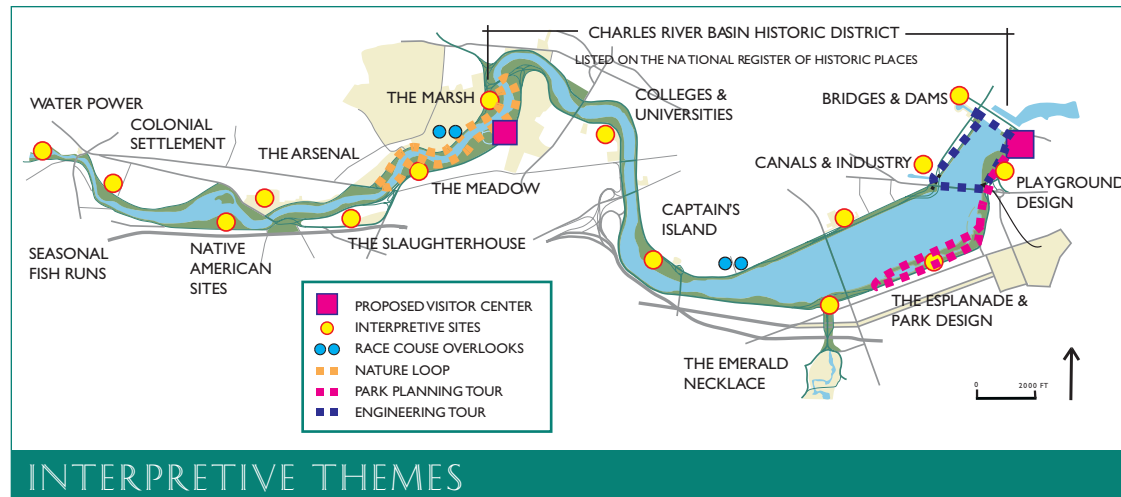 CHARLES RIVER BASIN HISTORIC DISTRICT
LISTED ON THE NATIONAL REGISTER OF HISTORIC PLACES
WATER POWER
COLONIAL
SETTLEMENT
THE ARSENAL
THE MARSH
COLLEGES &
UNIVERSITIES
BRIDGES & DAMS
CANALS & INDUSTRY
PLAYGROUND
DESIGN
THE MEADOW
CAPTAIN'S
ISLAND
SEASONAL
FISH RUNS
NATIVE
AMERICAN
SITES
THE SLAUGHTERHOUSE
THE ESPLANADE &
PARK DESIGN
THE EMERALD
NECKLACE
PROPOSED VISITOR CENTER
INTERPRETIVE SITES
RACE COUSE OVERLOOKS
NATURE LOOP
PARK PLANNING TOUR
ENGINEERING TOUR
0 2000 FT
INTERPRETIVE THEMES